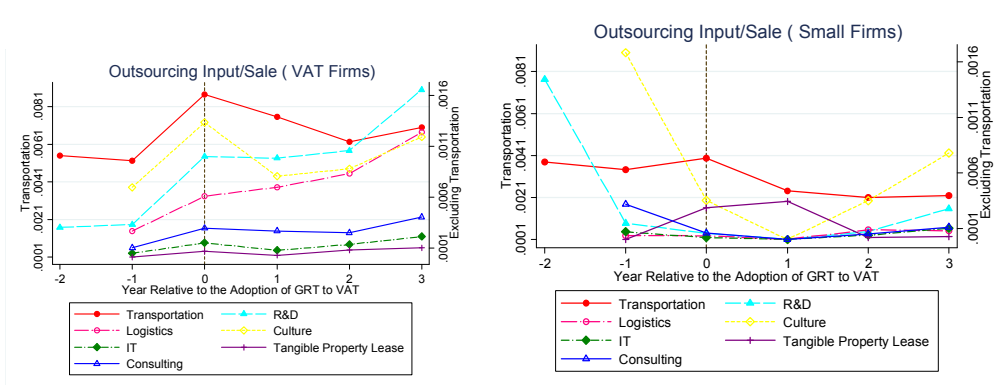 Outsourcing Input/Sale ( VAT Firms)
Transportation
.0001 .0021 .0041 .0061 .0081
Excluding Transportation
.0001 .0006 .0011 .0016
-2 -1 0 1 2 3
Year Relative to the Adoption of GRT to VAT
Transportation R&D
Logistics Culture
IT Tangible Property Lease
Consulting
Outsourcing Input/Sale ( Small Firms)
Transportation
.0001 .0021 .0041 .0061 .0081
Excluding Transportation
.0001 .0006 .0011 .0016
-2 -1 0 1 2 3
Year Relative to the Adoption of GRT to VAT
Transportation R&D
Logistics Culture
IT Tangible Property Lease
Consulting